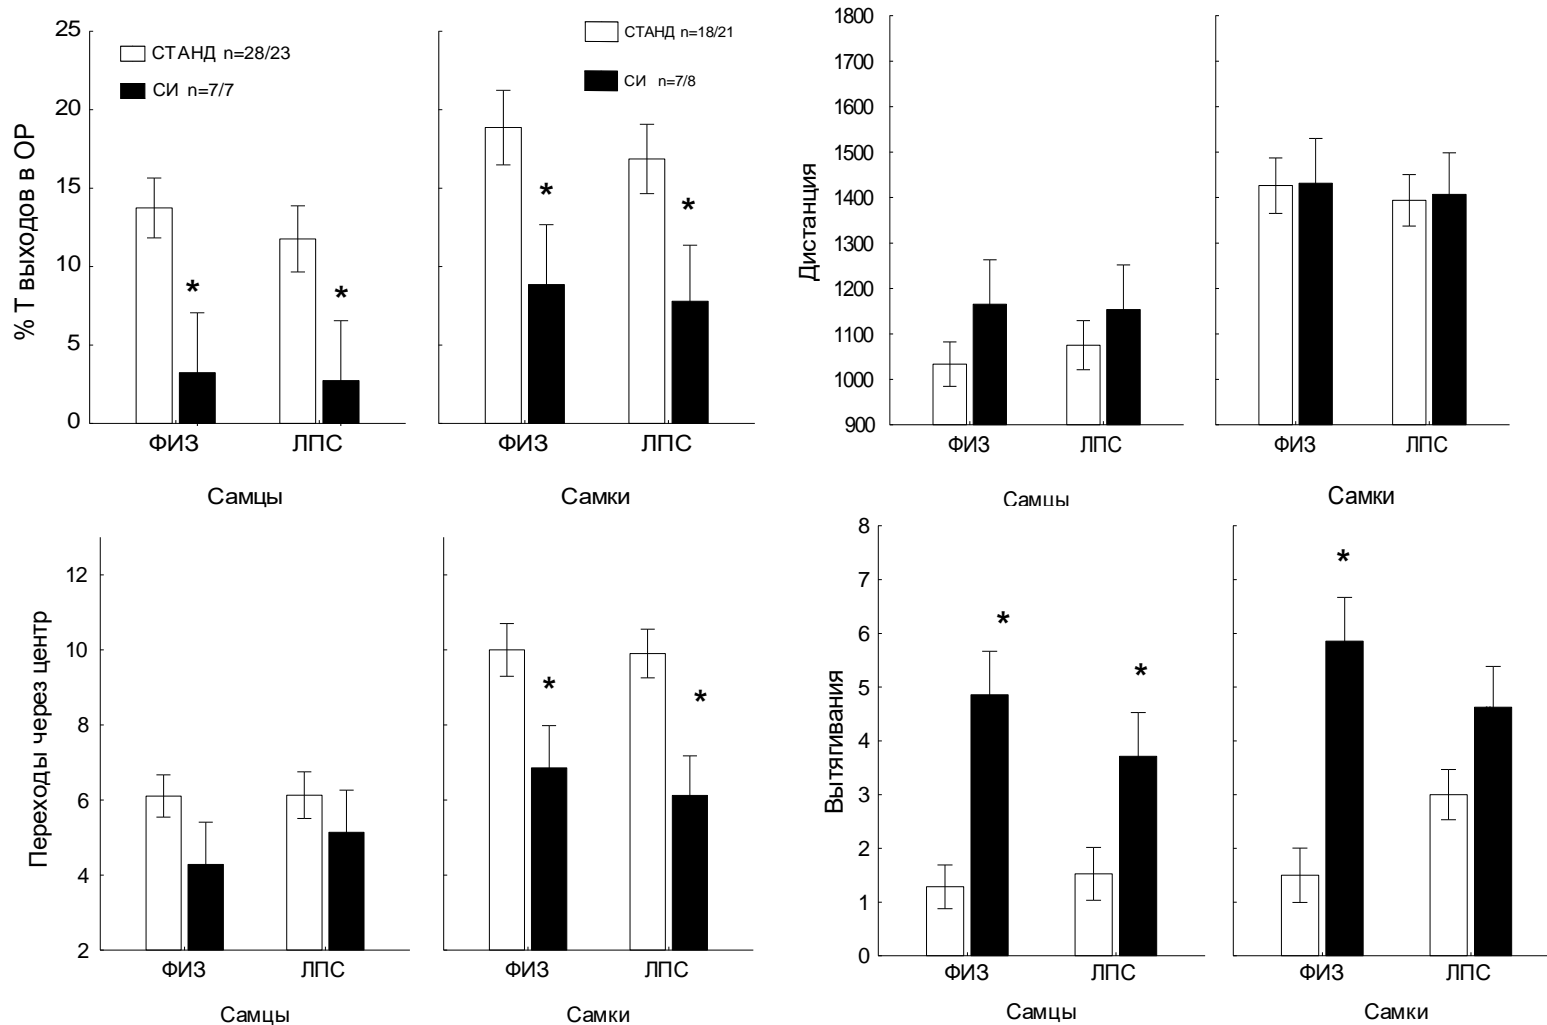 % T выходов в ОР
25
20
15
10
5
0
СТАНД n=28/23
СИ n=7/7
СТАНД n=18/21
СИ n=7/8
*
*
*
*
ФИЗ ЛПС
ФИЗ ЛПС
Самцы
Самки
Дистанция
1800
1700
1600
1500
1400
1300
1200
1100
1000
900
ФИЗ ЛПС
ФИЗ ЛПС
Самцы
Самки
Переходы через центр
12
10
8
6
4
2
*
*
ФИЗ ЛПС
ФИЗ ЛПС
Самцы
Самки
Вытягивания
8
7
6
5
4
3
2
1
0
*
*
*
ФИЗ ЛПС
ФИЗ ЛПС
Самцы
Самки